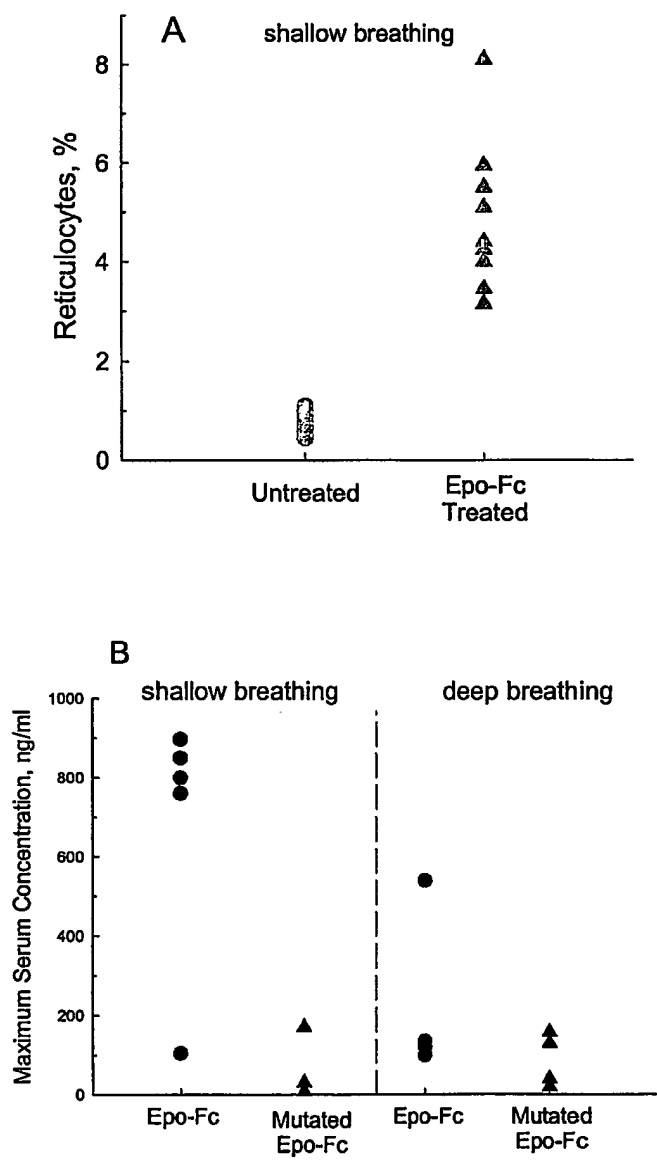 A
shallow breathing
Reticulocytes, %
8
6
4
2
0
Untreated
Epo-Fc
Treated
B
shallow breathing
deep breathing
Maximum Serum Concentration, ng/ml
1000
800
600
400
200
0
Epo-Fc
Mutated
Epo-Fc
Epo-Fc
Mutated
Epo-Fc